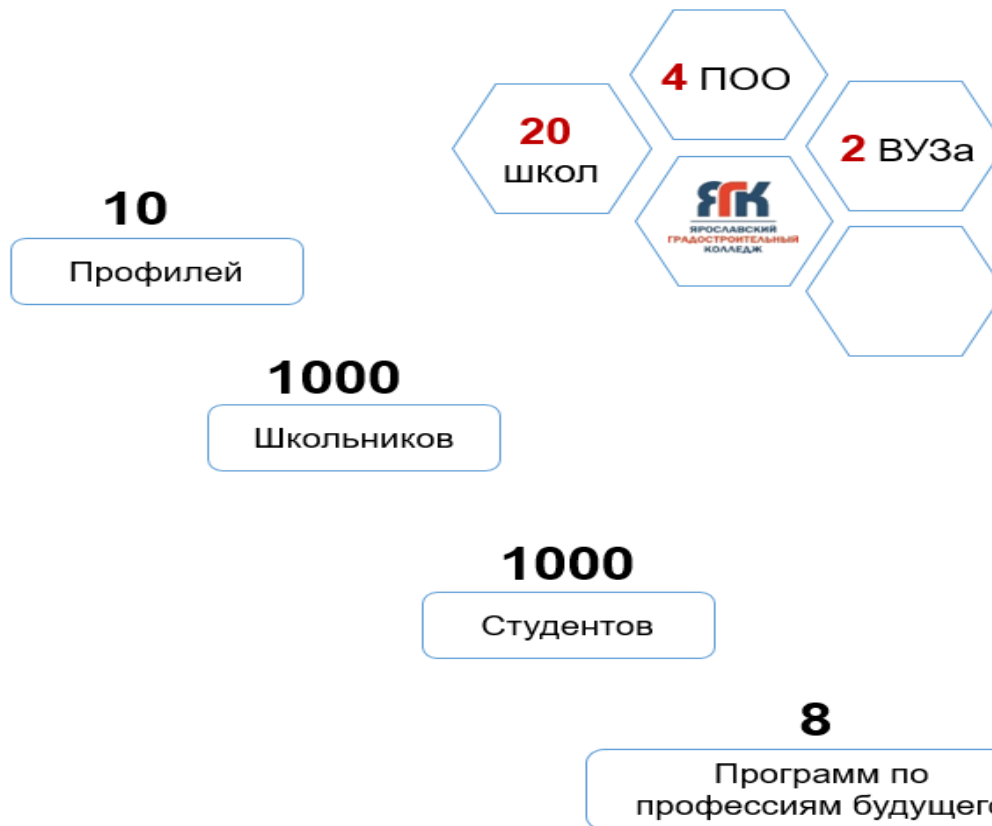 4 ПОО
20
школ
2 ВУЗа
ЯГК
ЯРОСЛАВСКИЙ
ГРАДОСТРОИТЕЛЬНЫЙ
КОЛЛЕДЖ
10
Профилей
1000
Школьников
1000
Студентов
8
Программ по
профессиям будущего